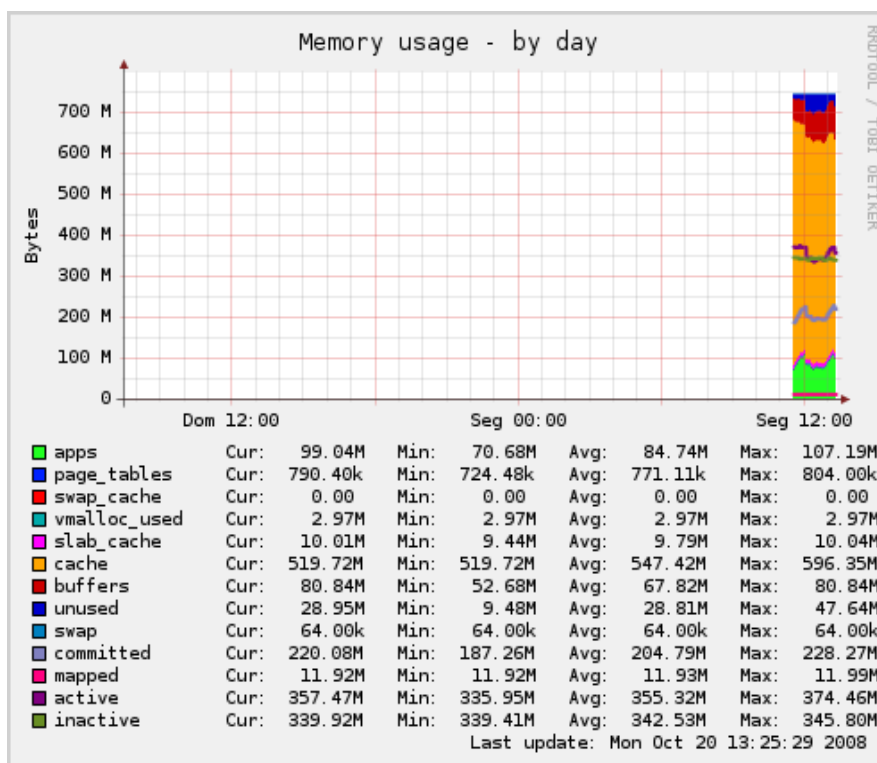 Memory usage - by day
RRDTOOL / TOBI OETIKER
Bytes
700 M
600 M
500 M
400 M
300 M
200 M
100 M
0
Dom 12:00 Seg 00:00 Seg 12:00
apps Cur: 99.04M Min: 70.68M Avg: 84.74M Max: 107.19M
page_tables Cur: 790.40k Min: 724.48k Avg: 771.11k Max: 804.00k
swap_cache Cur: 0.00 Min: 0.00 Avg: 0.00 Max: 0.00
vmalloc_used Cur: 2.97M Min: 2.97M Avg: 2.97M Max: 2.97M
slab_cache Cur: 10.01M Min: 9.44M Avg: 9.79M Max: 10.04M
cache Cur: 519.72M Min: 519.72M Avg: 547.42M Max: 596.35M
buffers Cur: 80.84M Min: 52.68M Avg: 67.82M Max: 80.84M
unused Cur: 28.95M Min: 9.48M Avg: 28.81M Max: 47.64M
swap Cur: 64.00k Min: 64.00k Avg: 64.00k Max: 64.00k
committed Cur: 220.08M Min: 187.26M Avg: 204.79M Max: 228.27M
mapped Cur: 11.92M Min: 11.92M Avg: 11.93M Max: 11.99M
active Cur: 357.47M Min: 335.95M Avg: 355.32M Max: 374.46M
inactive Cur: 339.92M Min: 339.41M Avg: 342.53M Max: 345.80M
Last update: Mon Oct 20 13:25:29 2008